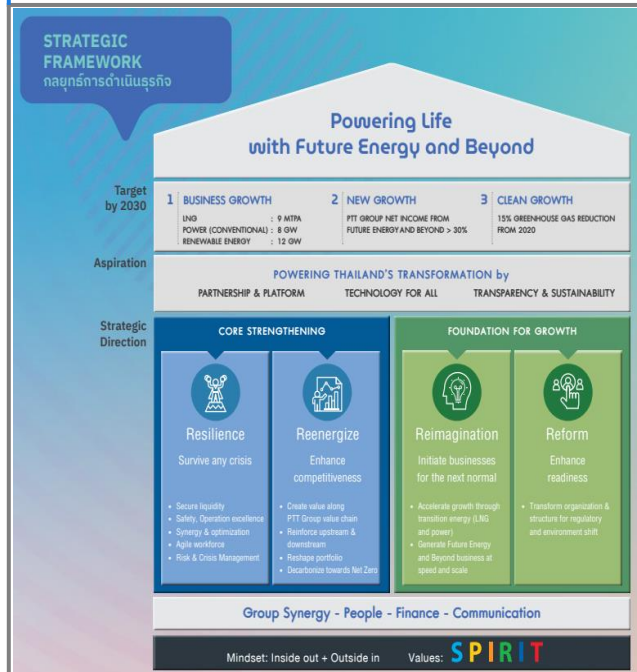 STRATEGIC
FRAMEWORK
กลยุทธ์การดำเนินธุรกิจ
Powering Life
with Future Energy and Beyond
Target
by 2030
1 BUSINESS GROWTH
LNG : 9 MTPA
POWER (CONVENTIONAL) : 8 GW
RENEWABLE ENERGY : 12 GW
2 NEW GROWTH
PTT GROUP NET INCOME FROM
FUTURE ENERGY AND BEYOND > 30%
3 CLEAN GROWTH
15% GREENHOUSE GAS REDUCTION
FROM 2020
Aspiration
POWERING THAILAND'S TRANSFORMATION by
PARTNERSHIP & PLATFORM TECHNOLOGY FOR ALL TRANSPARENCY & SUSTAINABILITY
Strategic
Direction
CORE STRENGTHENING
Resilience
Survive any crisis
• Secure liquidity
• Safety, Operation excellence
• Synergy & optimization
• Agile workforce
• Risk & Crisis Management
Reenergize
Enhance
competitiveness
• Create value along
PTT Group value chain
• Reinforce upstream &
downstream
• Reshape portfolio
• Decarbonize towards Net Zero
FOUNDATION FOR GROWTH
Reimagination
Initiate businesses
for the next normal
• Accelerate growth through
transition energy (LNG
and power)
• Generate Future Energy
and Beyond business at
speed and scale
Reform
Enhance
readiness
• Transform organization &
structure for regulatory
and environment shift
Group Synergy - People - Finance - Communication
Mindset: Inside out + Outside in Values: SPIRIT